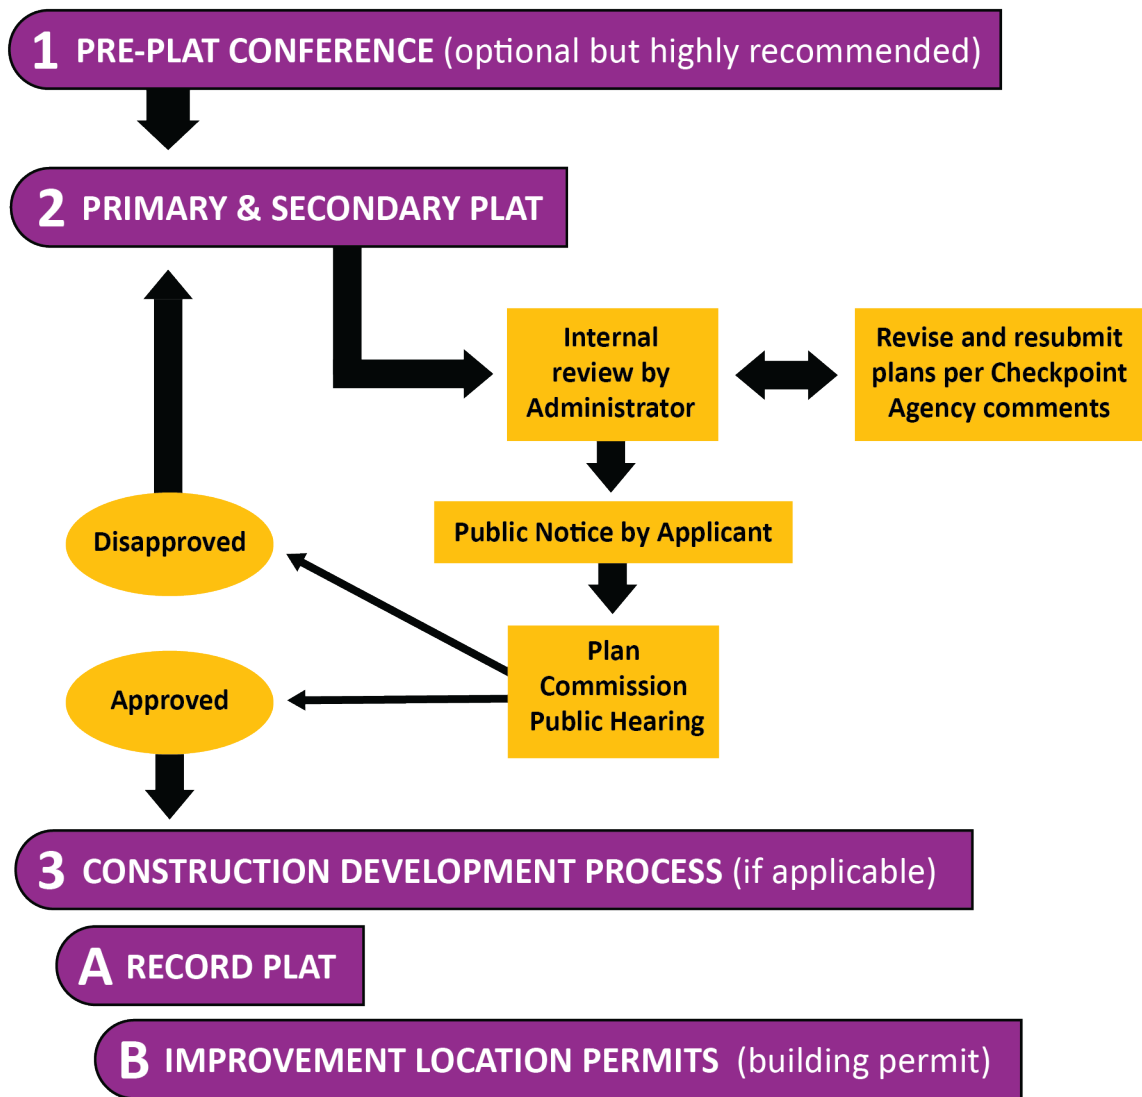 1 PRE-PLAT CONFERENCE (optional but highly recommended)
2 PRIMARY & SECONDARY PLAT
Internal
review by
Administrator
Revise and resubmit
plans per Checkpoint
Agency comments
Disapproved
Public Notice by Applicant
Plan
Commission
Public Hearing
Approved
3 CONSTRUCTION DEVELOPMENT PROCESS (if applicable)
A RECORD PLAT
B IMPROVEMENT LOCATION PERMITS (building permit)